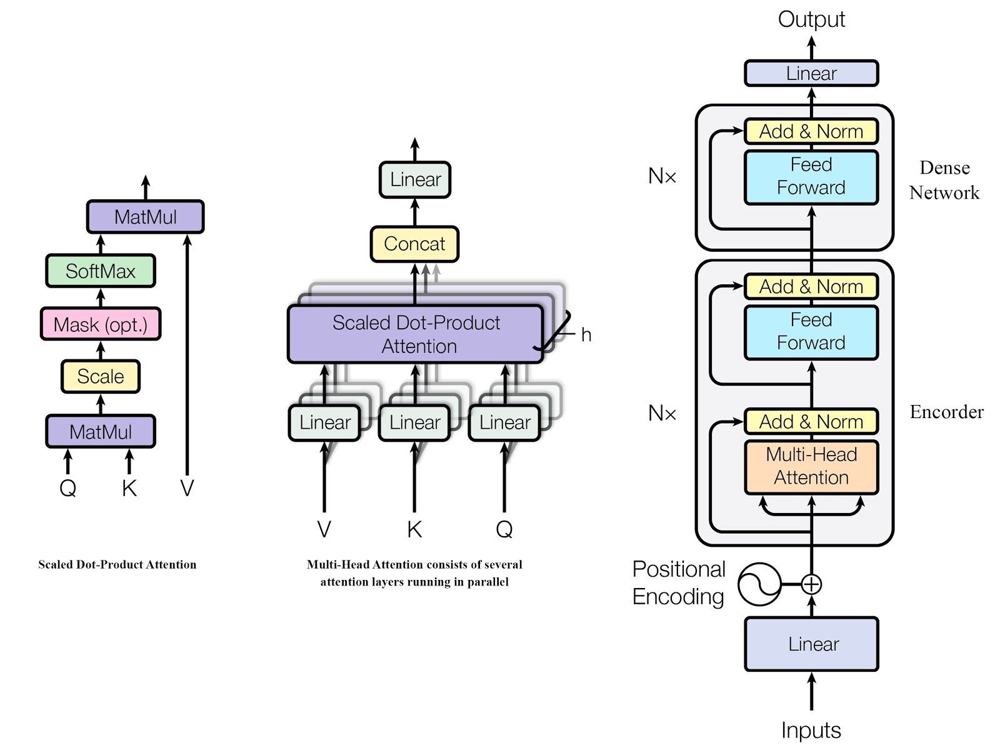 MatMul
SoftMax
Mask (opt.)
Scale
MatMul
Q K V
Scaled Dot-Product Attention
Linear
Concat
Scaled Dot-Product
Attention
h
Linear Linear Linear
V K Q
Multi-Head Attention consists of several
attention layers running in parallel
Output
Linear
Add & Norm
Feed
Forward
Nx
Dense
Network
Add & Norm
Feed
Forward
Nx
Encorder
Add & Norm
Multi-Head
Attention
Positional
Encoding
Linear
Inputs